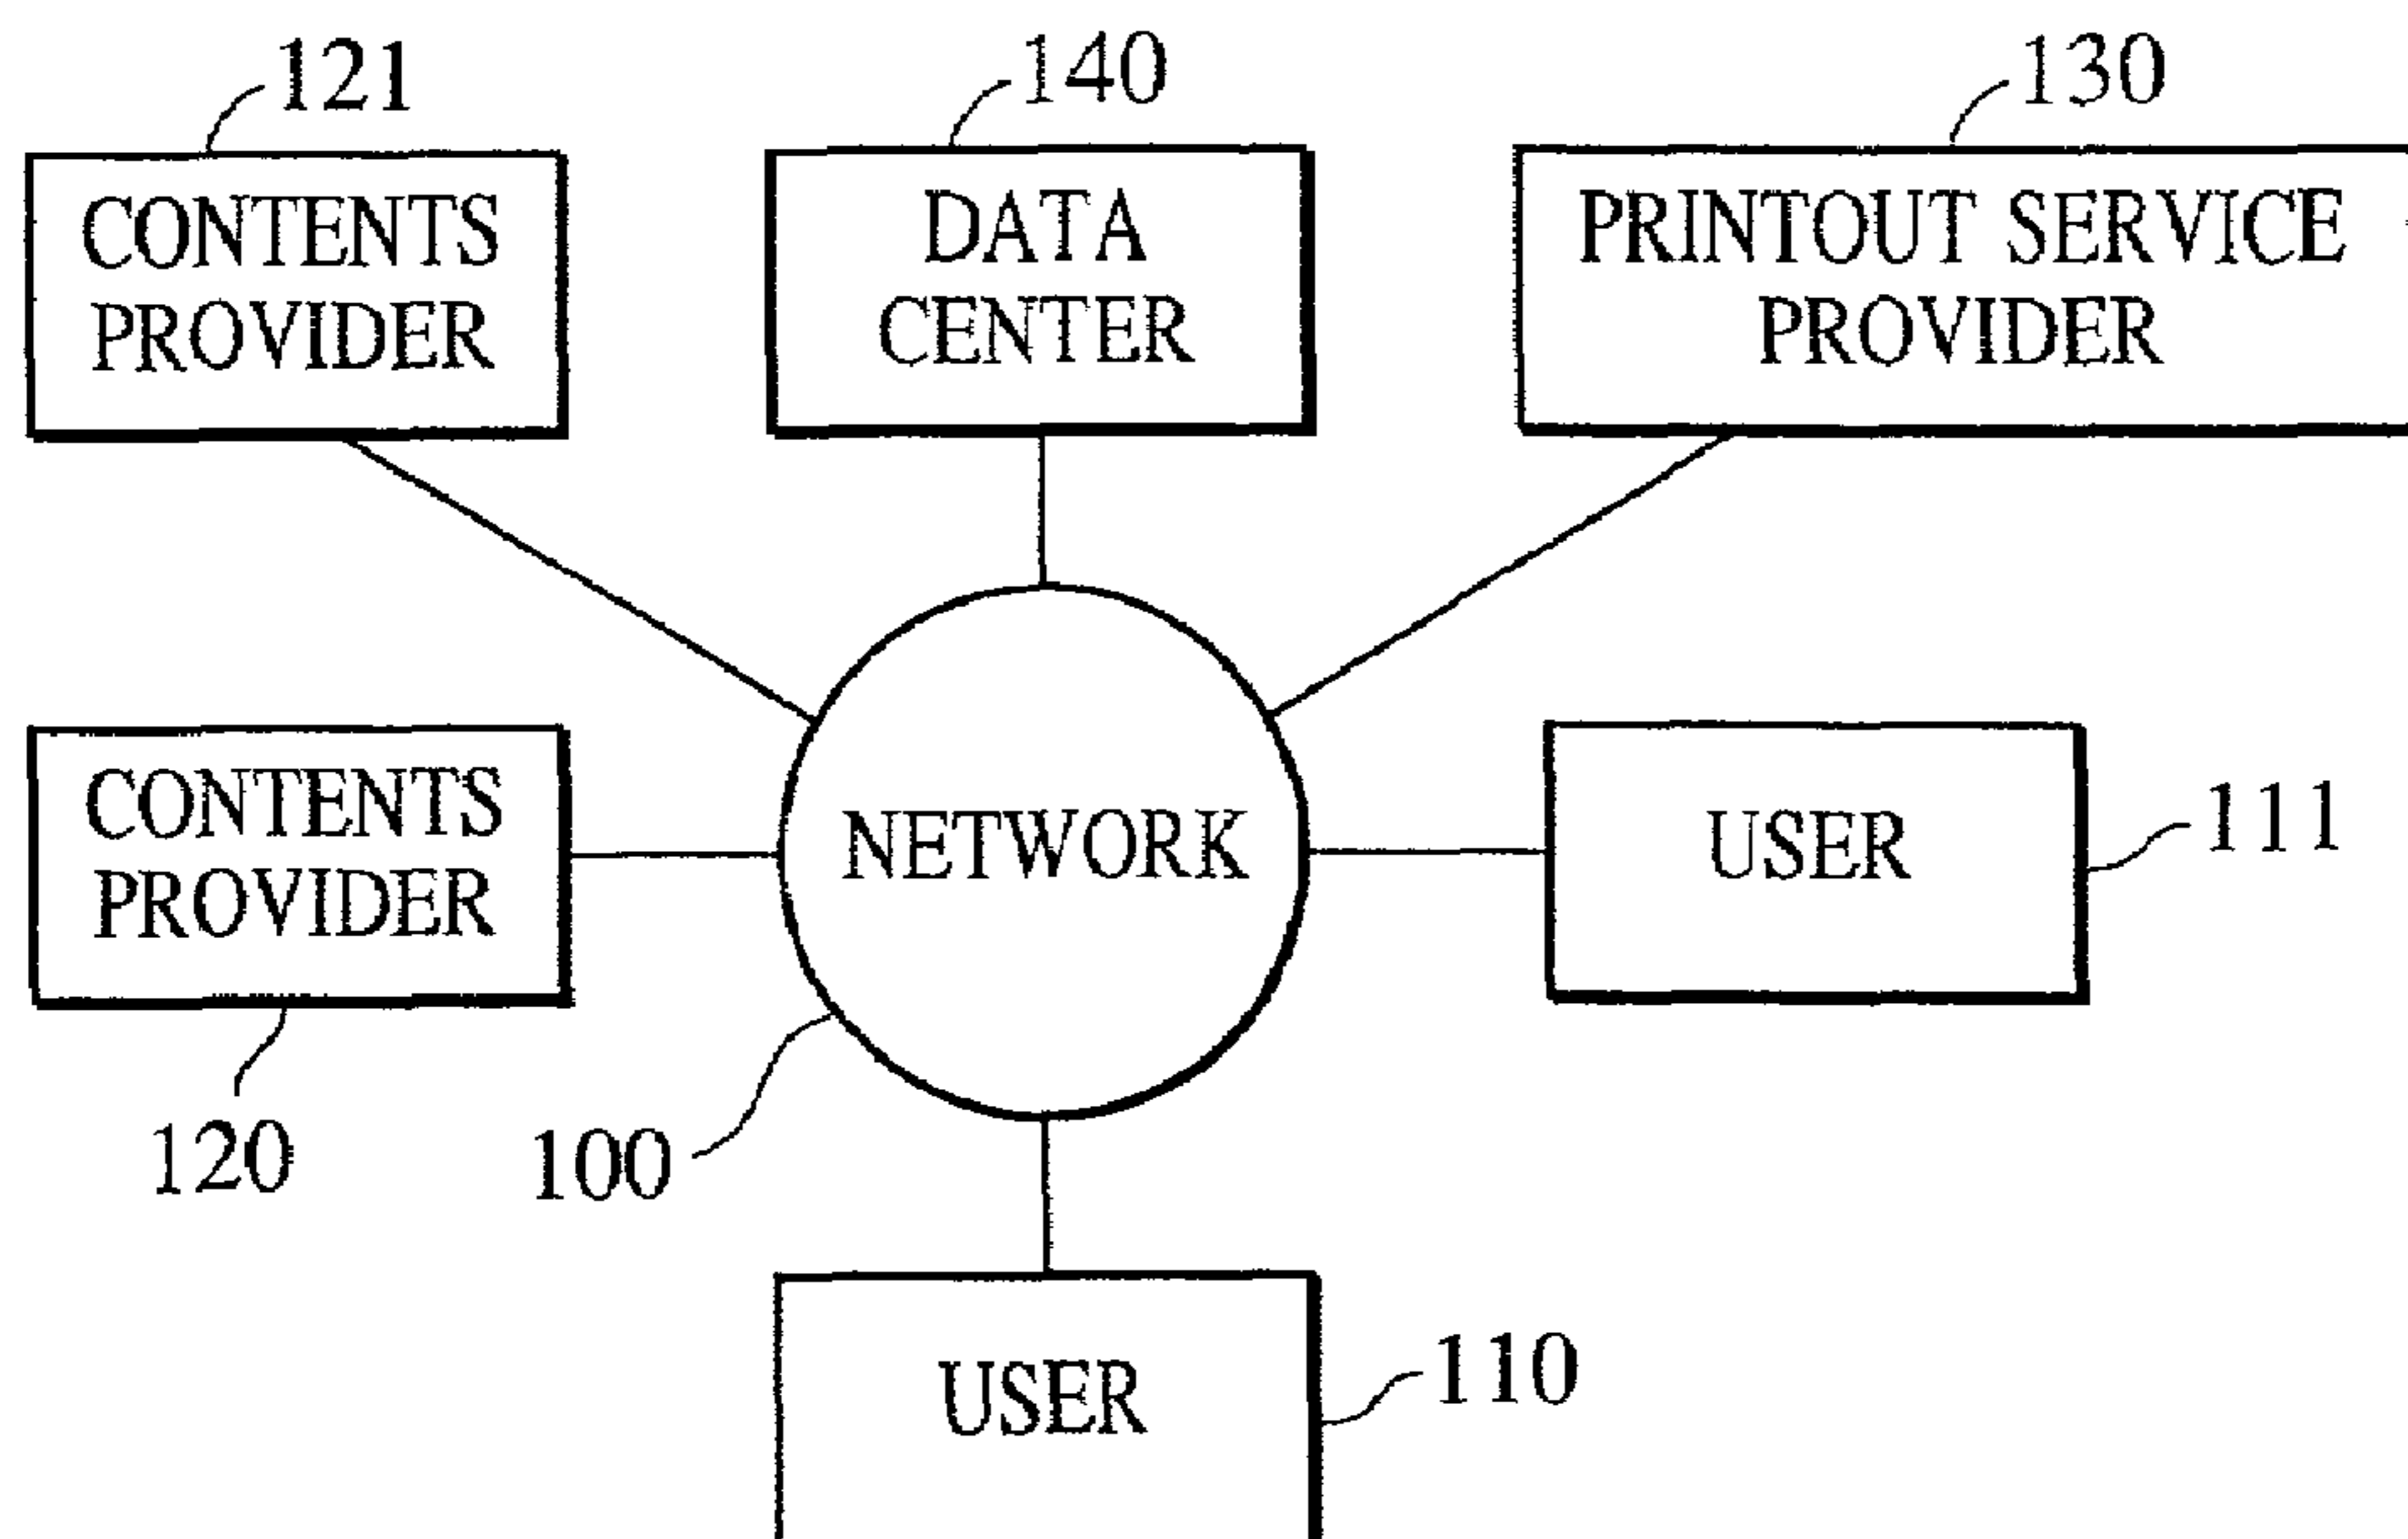 121
140
130
CONTENTS
PROVIDER
DATA
CENTER
PRINTOUT SERVICE
PROVIDER
CONTENTS
PROVIDER
NETWORK
USER
111
120
100
USER
110